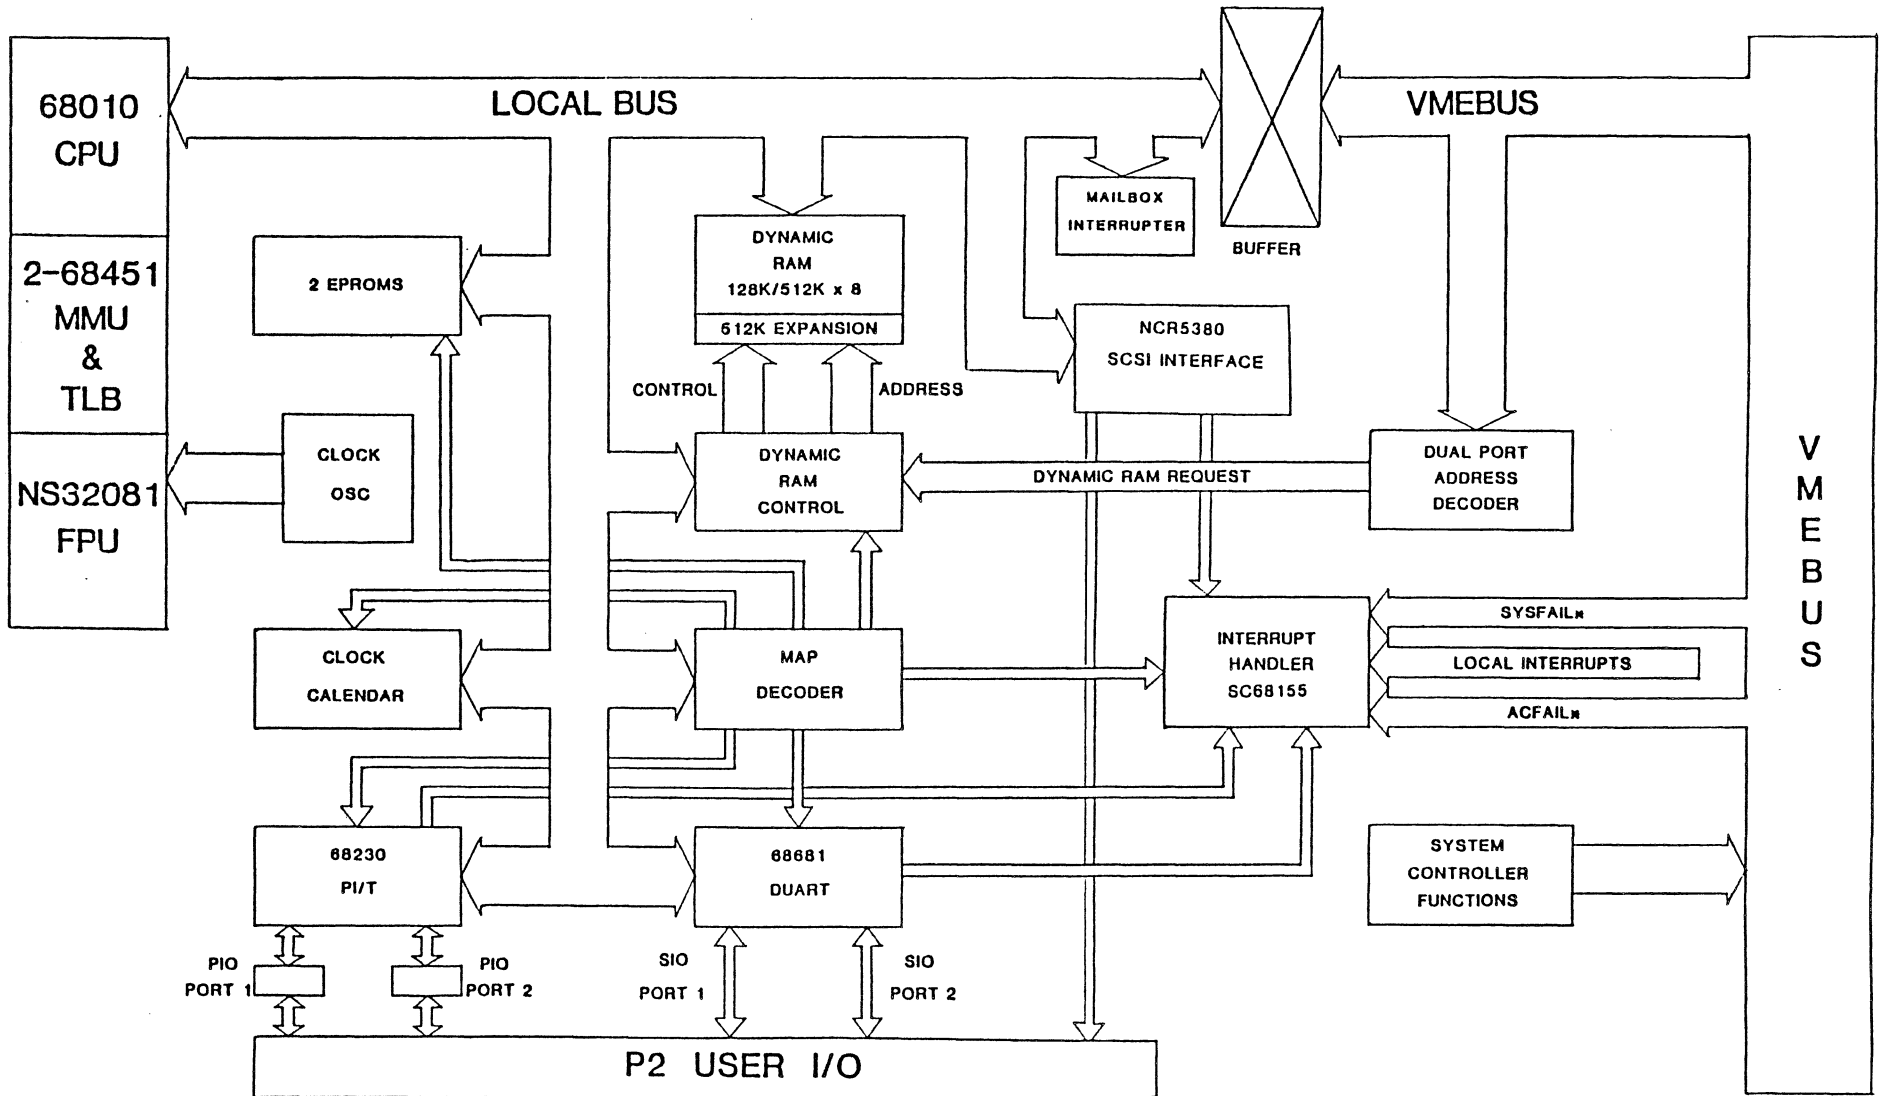 68010
CPU
2-68451
MMU
&
TLB
NS32081
FPU
LOCAL BUS
VMEBUS
BUFFER
MAILBOX
INTERRUPTER
2 EPROMS
DYNAMIC
RAM
128K/512K x 8
512K EXPANSION
NCR5380
SCSI INTERFACE
CONTROL
ADDRESS
CLOCK
OSC
DYNAMIC
RAM
CONTROL
DYNAMIC RAM REQUEST
DUAL PORT
ADDRESS
DECODER
VMEBUS
CLOCK
CALENDAR
MAP
DECODER
INTERRUPT
HANDLER
SC68155
SYSFAIL*
LOCAL INTERRUPTS
ACFAIL*
68230
PI/T
68681
DUART
SYSTEM
CONTROLLER
FUNCTIONS
PIO
PORT 1
PIO
PORT 2
SIO
PORT 1
SIO
PORT 2
P2 USER I/O